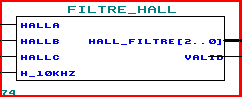 FILTRE_HALL
HALLA
HALLB HALL_FILTRE[2..0]
HALLC VALID
H_10KHZ
74